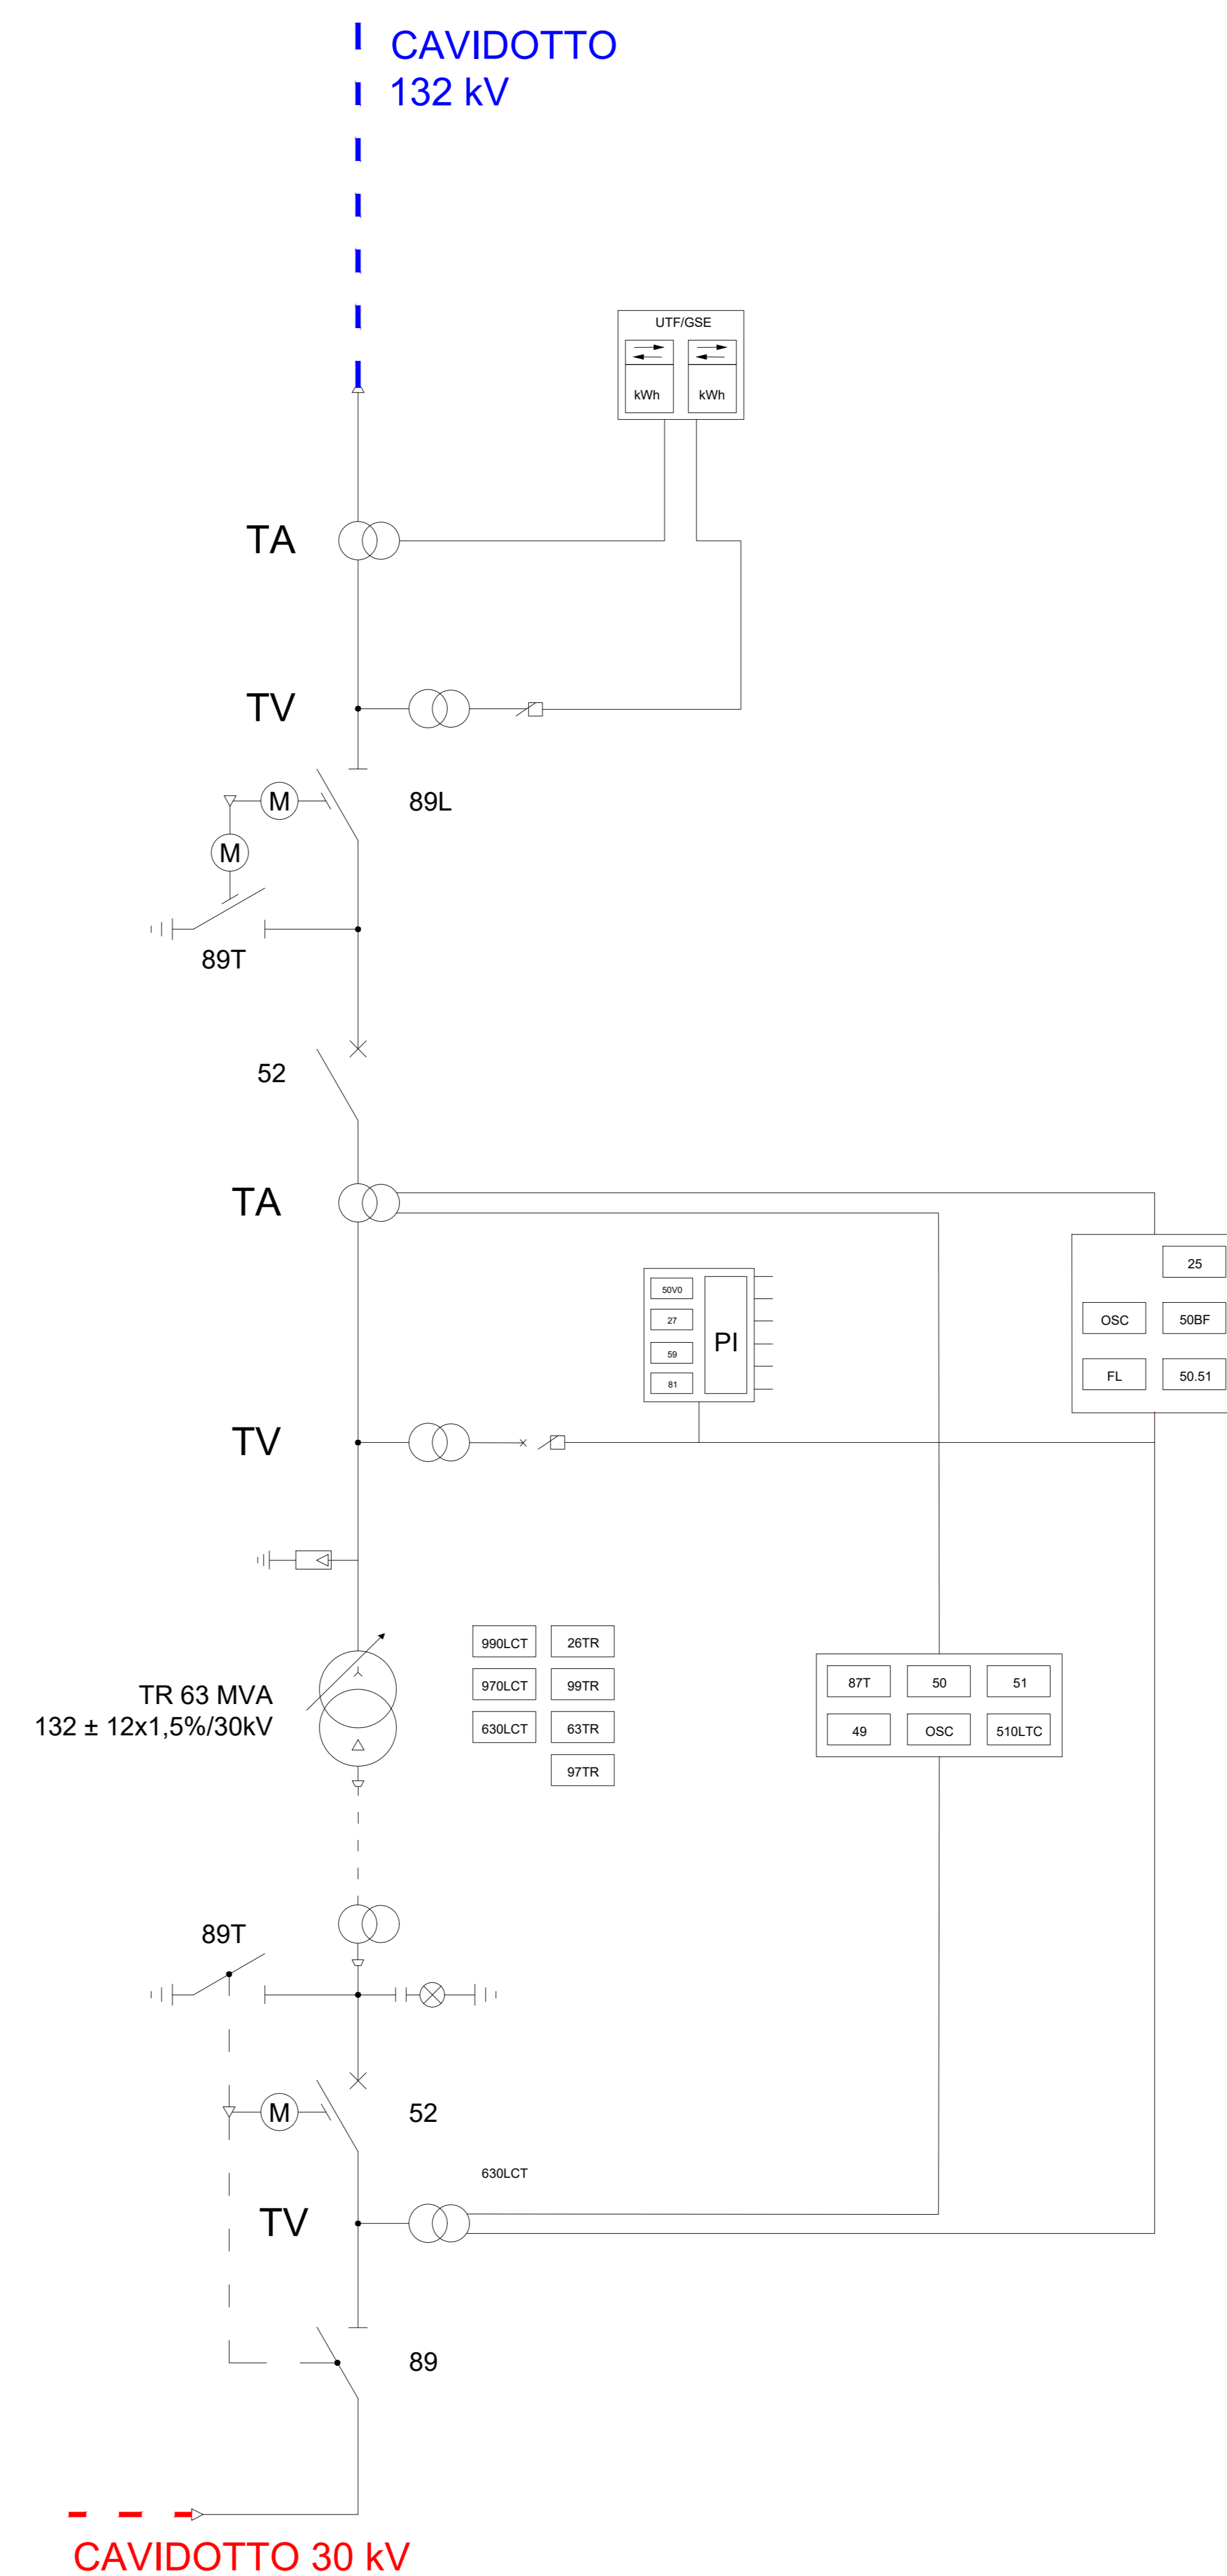 CAVIDOTTO
132 kV
UTF/GSE
kWh kWh
TA
TV
M
89L
M
89T
52
TA
25
OSC 50BF
FL 50.51
50V0
27
59
81
PI
TV
990LCT 26TR
970LCT 99TR
630LCT 63TR
97TR
TR 63 MVA
132 ± 12x1,5%/30kV
87T 50 51
49 OSC 510LTC
89T
M
52
630LCT
TV
89
CAVIDOTTO 30 kV